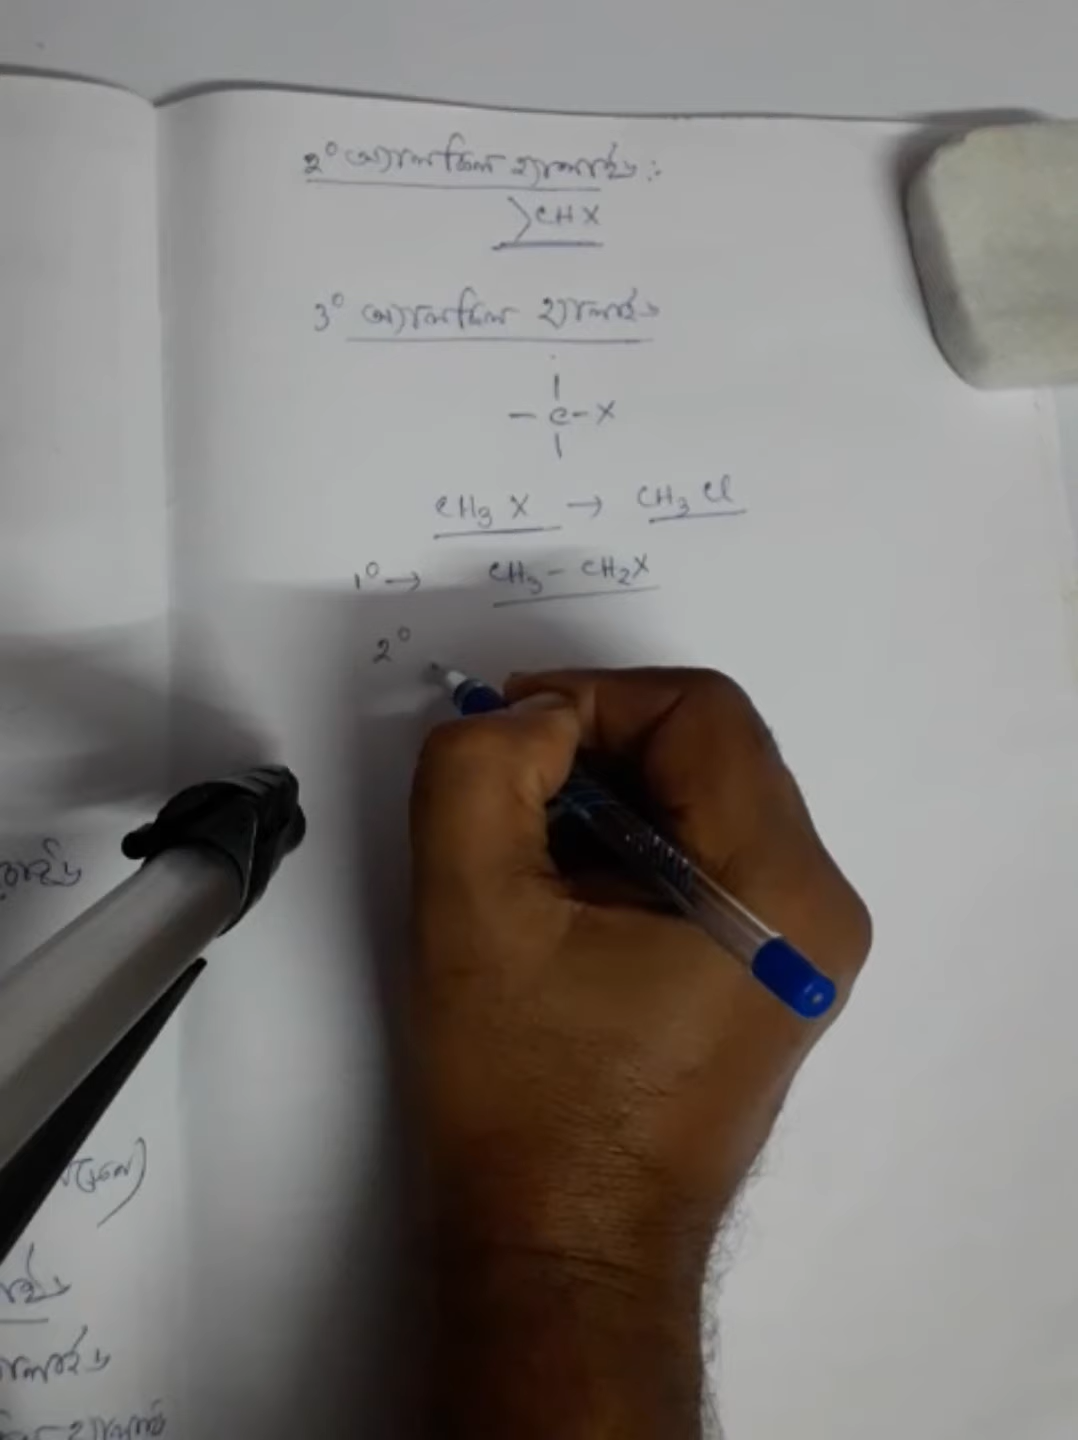 2° অ্যালকিল হ্যালাইড :-
>CHX
3° অ্যালকিল হ্যালাইড
|
— C – X
|
CH₃ X → CH₃ Cl
1° → CH₃ – CH₂X
2°